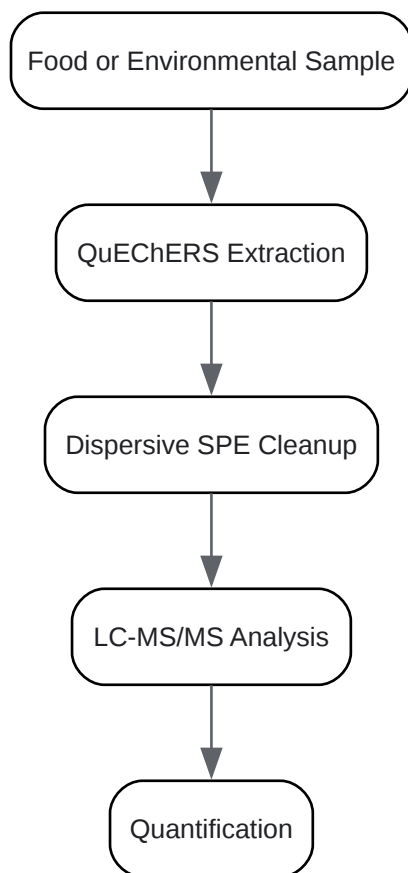 Food or Environmental Sample
QuEChERS Extraction
Dispersive SPE Cleanup
LC-MS/MS Analysis
Quantification